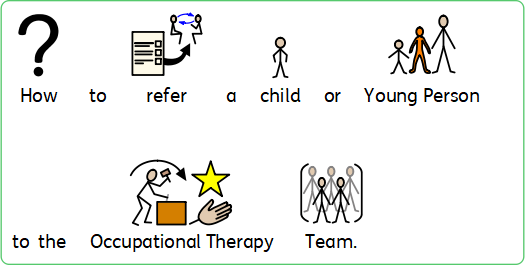 How to refer a child or Young Person
to the Occupational Therapy Team.